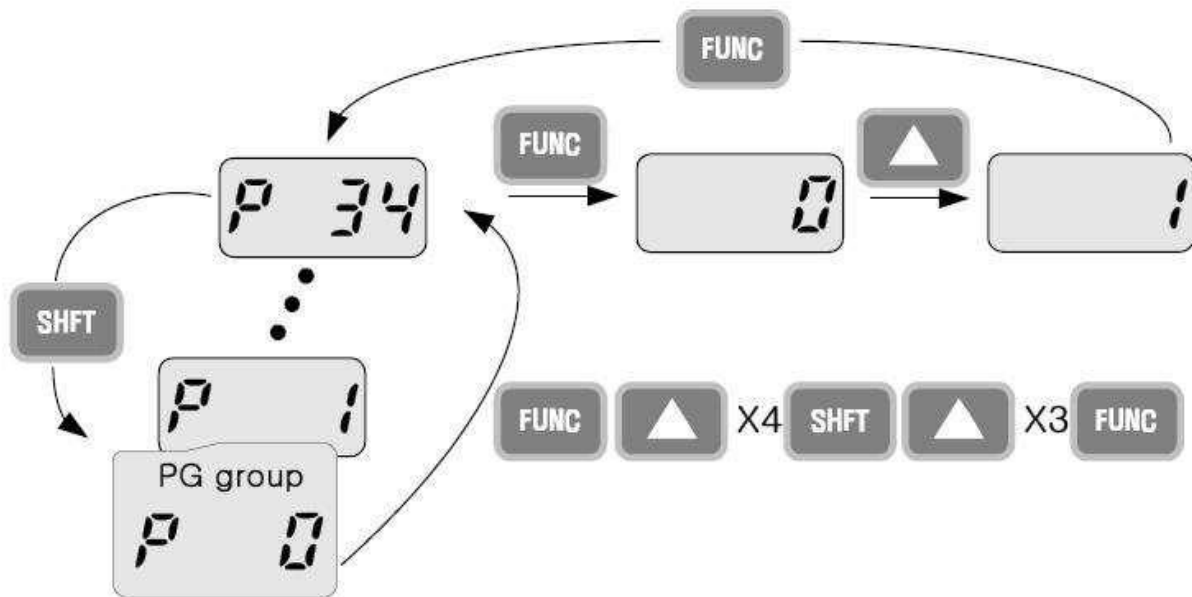 FUNC
FUNC
P 34
0
1
SHFT
P 1
FUNC X4 SHFT X3 FUNC
PG group
P 0